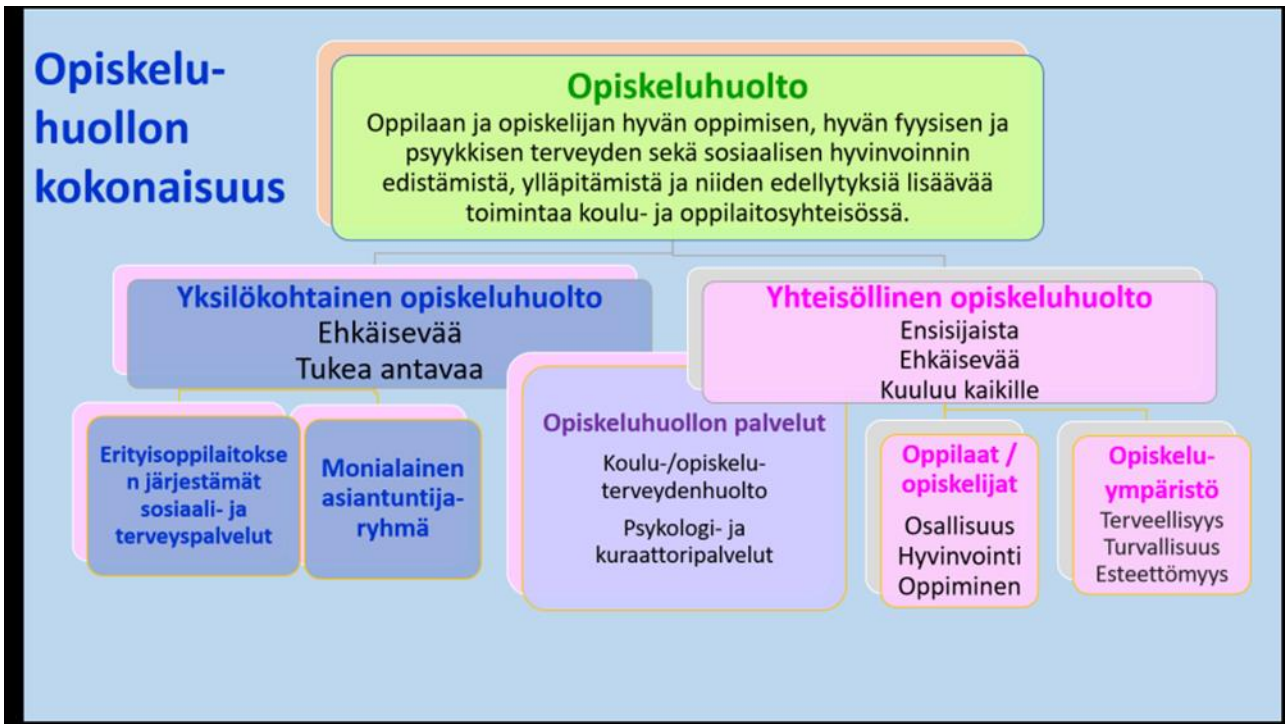 Opiskelu-
huollon
kokonaisuus
Opiskeluhuolto
Oppilaan ja opiskelijan hyvän oppimisen, hyvän fyysisen ja
psyykkisen terveyden sekä sosiaalisen hyvinvoinnin
edistämistä, ylläpitämistä ja niiden edellytyksiä lisäävää
toimintaa koulu- ja oppilaitosyhteisössä.
Yksilökohtainen opiskeluhuolto
Ehkäisevää
Tukea antavaa
Yhteisöllinen opiskeluhuolto
Ensisijaista
Ehkäisevää
Kuuluu kaikille
Erityisoppilaitokse
n järjestämät
sosiaali- ja
terveyspalvelut
Monialainen
asiantuntija-
ryhmä
Opiskeluhuollon palvelut
Koulu-/opiskelu-
terveydenhuolto
Psykologi- ja
kuraattoripalvelut
Oppilaat /
opiskelijat
Osallisuus
Hyvinvointi
Oppiminen
Opiskelu-
ympäristö
Terveellisyys
Turvallisuus
Esteettömyys